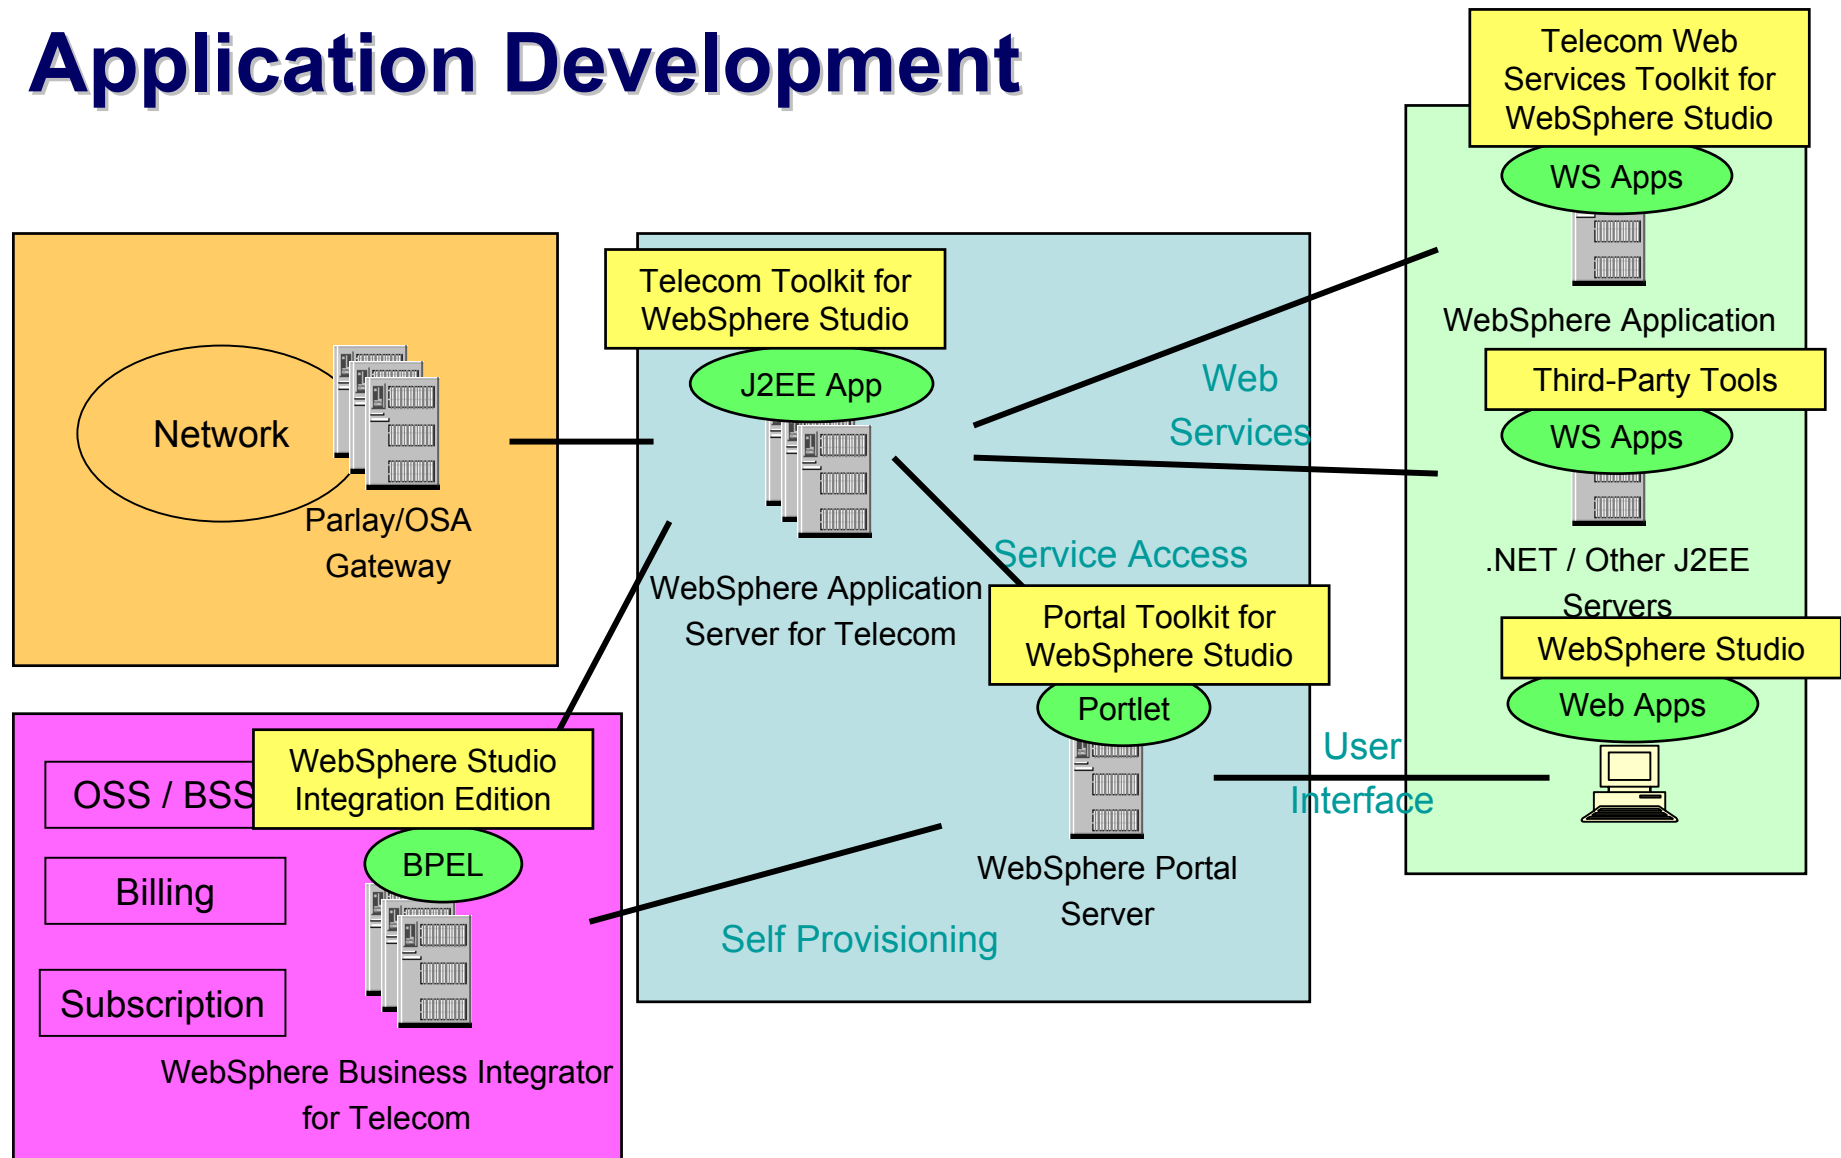 Application Development
Telecom Web
Services Toolkit for
WebSphere Studio
WS Apps
WebSphere Application
Third-Party Tools
WS Apps
.NET / Other J2EE
Servers
WebSphere Studio
Web Apps
Telecom Toolkit for
WebSphere Studio
J2EE App
WebSphere Application
Server for Telecom
Web
Services
Service Access
Portal Toolkit for
WebSphere Studio
Portlet
WebSphere Portal
Server
User
Interface
Self Provisioning
Network
Parlay/OSA
Gateway
WebSphere Studio
Integration Edition
OSS / BSS
BPEL
Billing
Subscription
WebSphere Business Integrator
for Telecom